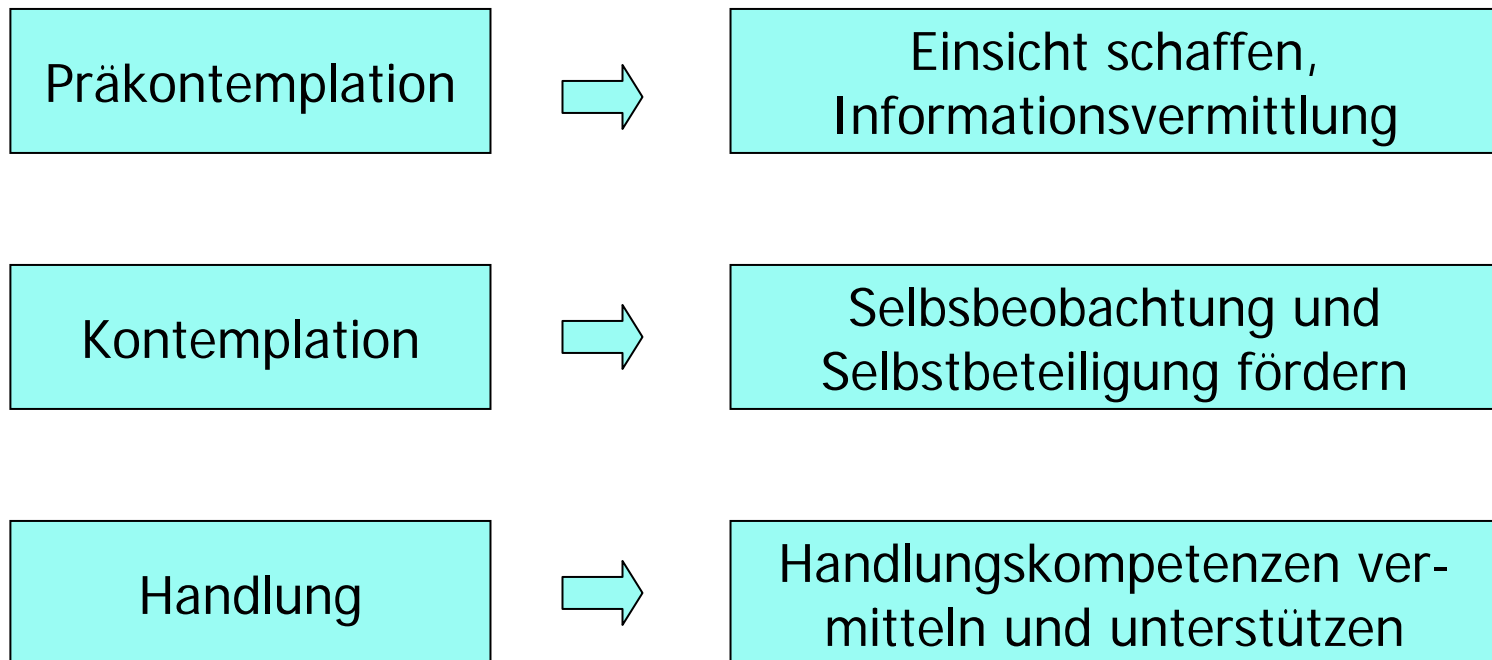 Präkontemplation
Einsicht schaffen,
Informationsvermittlung
Kontemplation
Selbsbeobachtung und
Selbstbeteiligung fördern
Handlung
Handlungskompetenzen ver-
mitteln und unterstützen